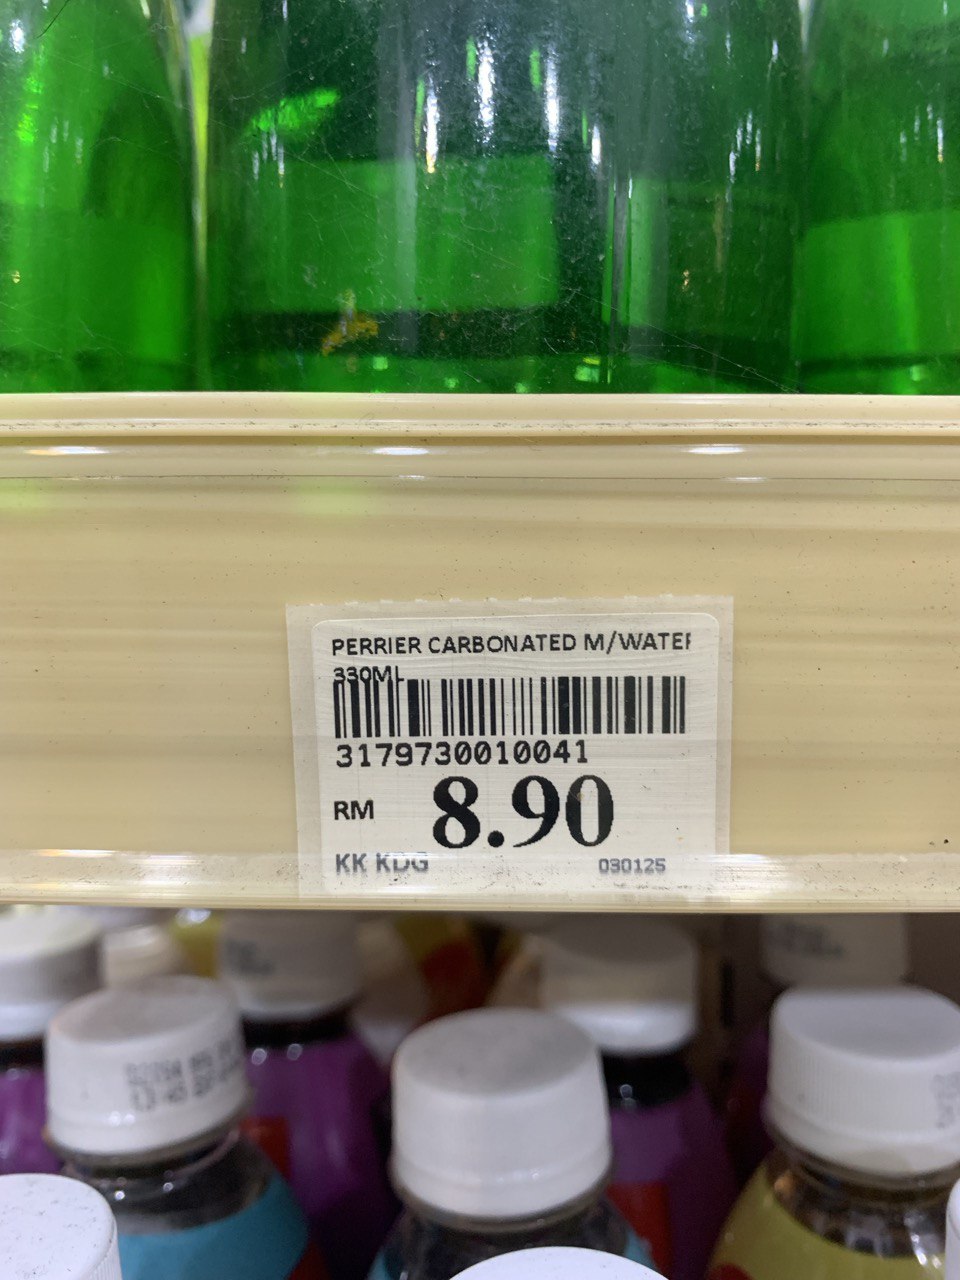 PERRIER CARBONATED M/WATER
330ML
3179730010041
RM 8.90
KK KDG 030125